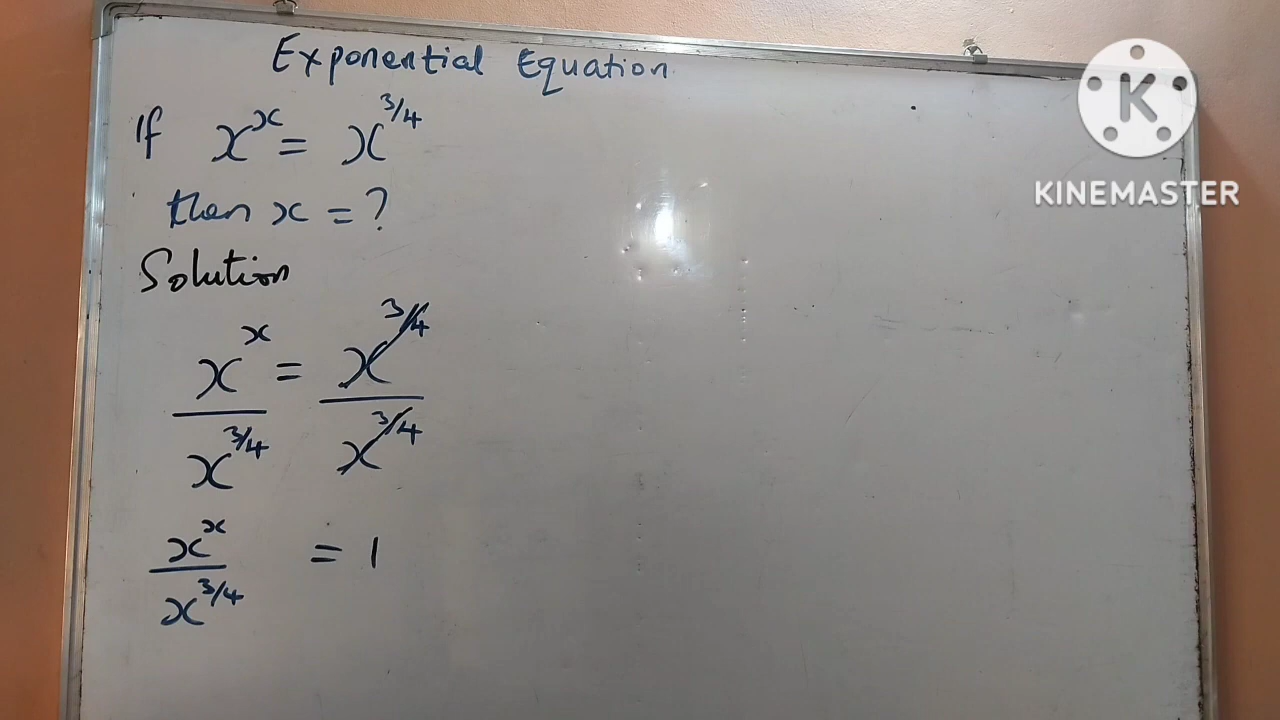 Exponential Equation
If x^x = x^3/4
then x = ?
Solution
x^x / x^3/4 = x^3/4 / x^3/4
x^x / x^3/4 = 1
K
KINEMASTER